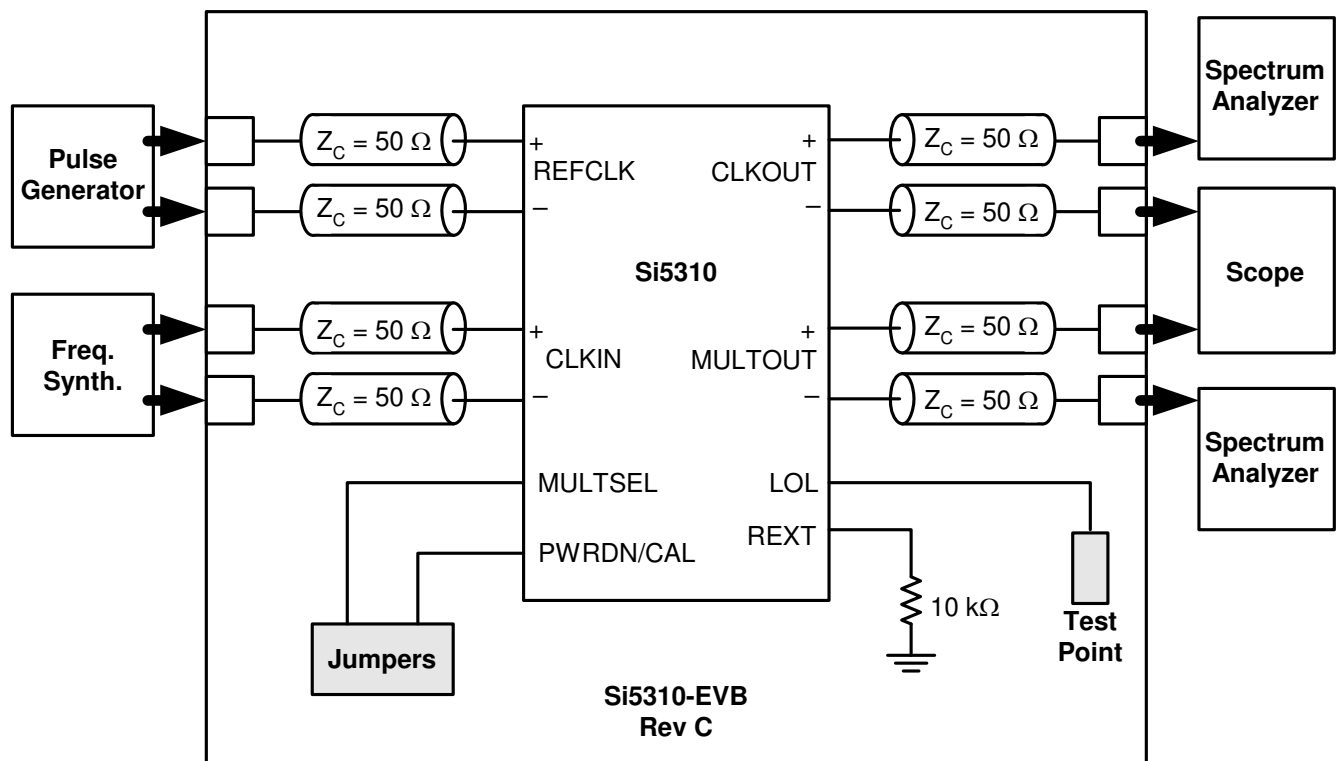 Spectrum
Analyzer
Pulse
Generator
Z_C = 50 Ω
+
REFCLK
Z_C = 50 Ω
–
+
CLKOUT
Z_C = 50 Ω
–
Z_C = 50 Ω
Si5310
Scope
Freq.
Synth.
Z_C = 50 Ω
+
CLKIN
Z_C = 50 Ω
–
+
MULTOUT
Z_C = 50 Ω
–
Z_C = 50 Ω
Spectrum
Analyzer
MULTSEL
LOL
REXT
PWRDN/CAL
10 kΩ
Test
Point
Jumpers
Si5310-EVB
Rev C